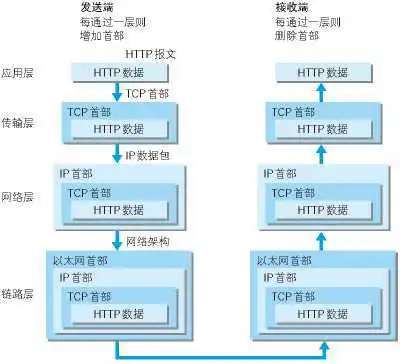 发送端
每通过一层则
增加首部
接收端
每通过一层则
删除首部
HTTP 报文
应用层
HTTP 数据
HTTP 数据
TCP 首部
传输层
TCP 首部
HTTP 数据
TCP 首部
HTTP 数据
IP 数据包
网络层
IP 首部
TCP 首部
HTTP 数据
IP 首部
TCP 首部
HTTP 数据
网络架构
链路层
以太网首部
IP 首部
TCP 首部
HTTP 数据
以太网首部
IP 首部
TCP 首部
HTTP 数据